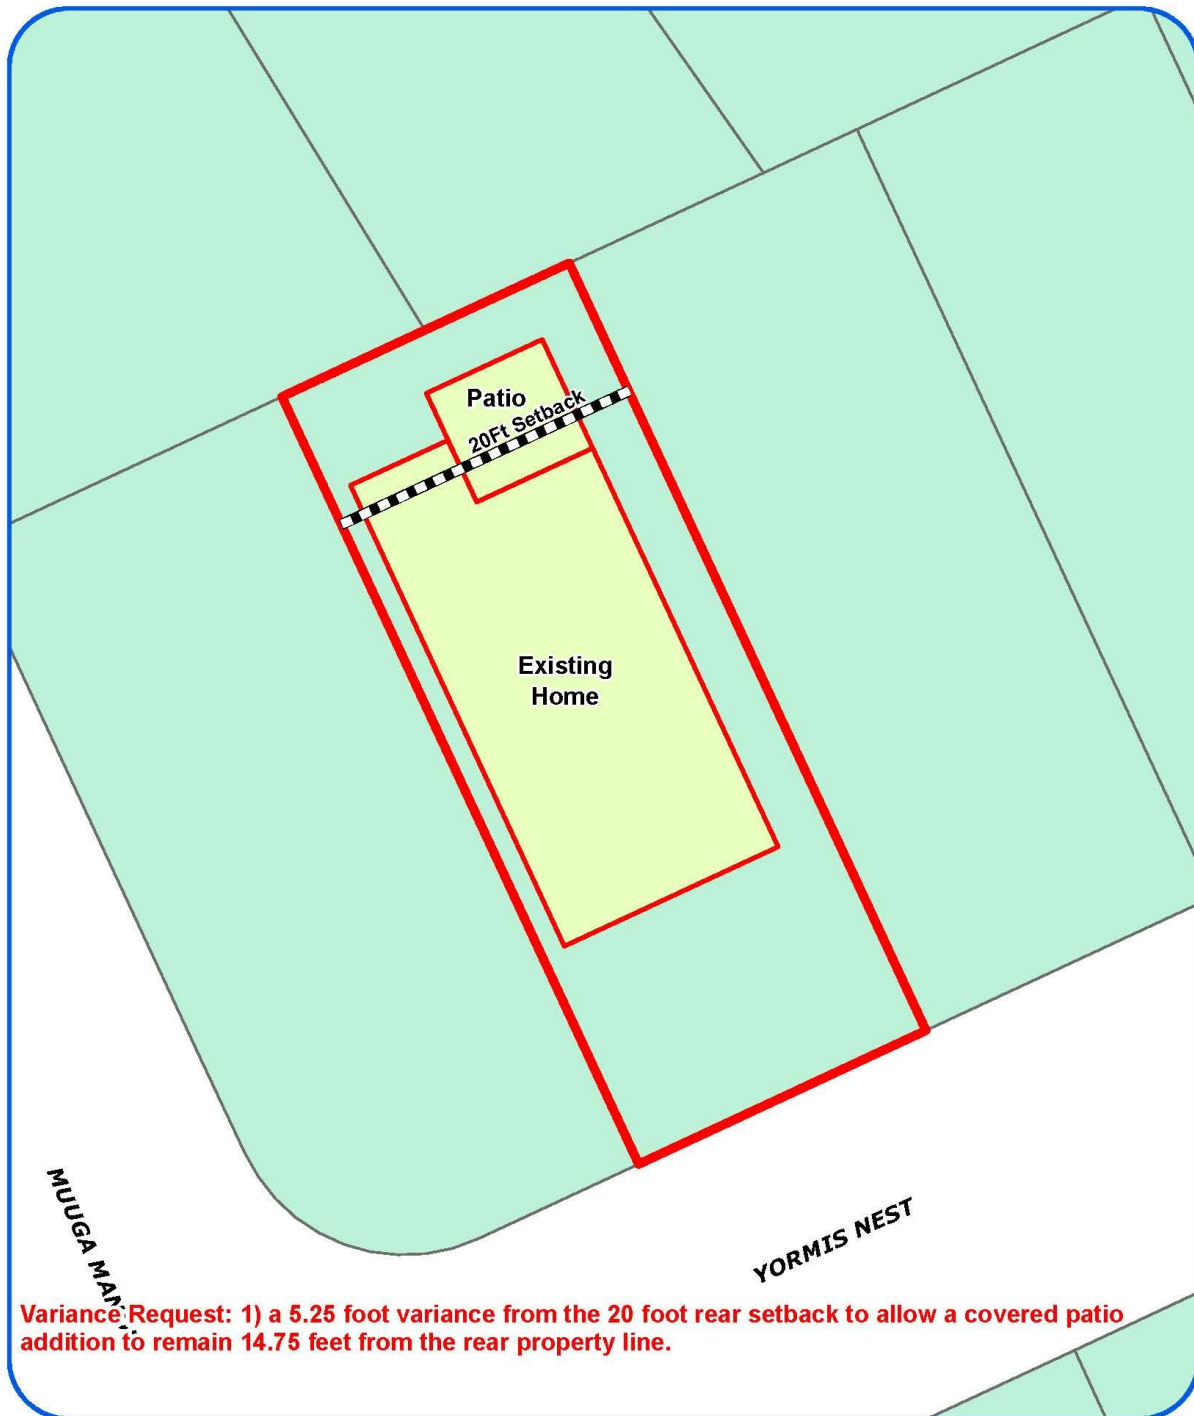 Patio
20Ft Setback
Existing
Home
MUUGA
YORMIS NEST
Variance Request: 1) a 5.25 foot variance from the 20 foot rear setback to allow a covered patio
addition to remain 14.75 feet from the rear property line.